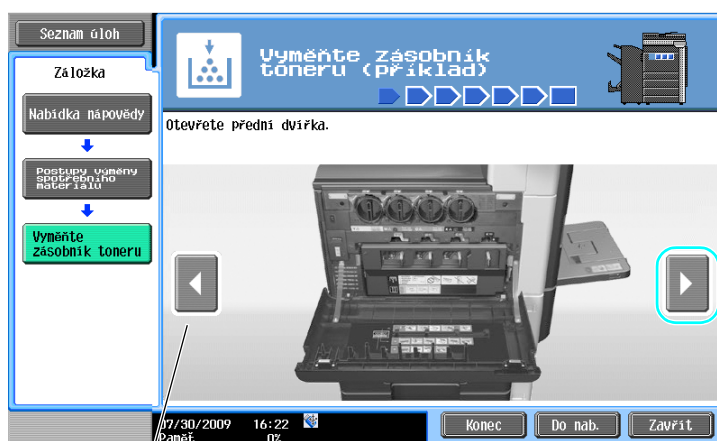 Seznam úloh
Záložka
Nabídka nápovědy
Postupy výměny
spotřebního
materiálu
Vyměňte
zásobník toneru
Vyměňte zásobník
toneru (příklad)
Otevřete přední dvířka.
07/30/2009 16:22
Paměť 0%
Konec
Do nab.
Zavřít